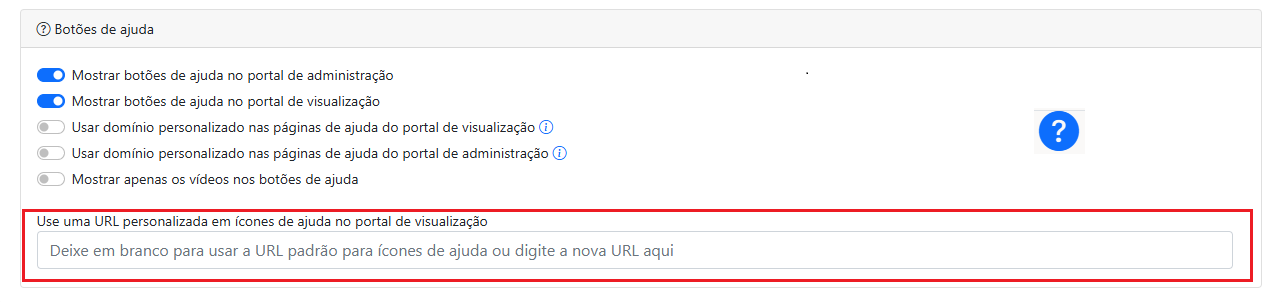 Botões de ajuda
Mostrar botões de ajuda no portal de administração
Mostrar botões de ajuda no portal de visualização
Usar domínio personalizado nas páginas de ajuda do portal de visualização
Usar domínio personalizado nas páginas de ajuda do portal de administração
Mostrar apenas os vídeos nos botões de ajuda
Use uma URL personalizada em ícones de ajuda no portal de visualização
Deixe em branco para usar a URL padrão para ícones de ajuda ou digite a nova URL aqui
?